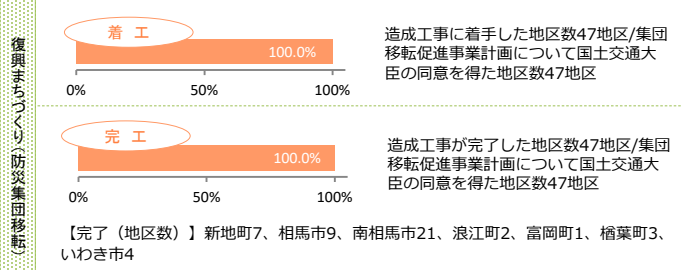 復興まちづくり（防災集団移転）
着　工
100.0%
0%　50%　100%
造成工事に着手した地区数47地区/集団
移転促進事業計画について国土交通大
臣の同意を得た地区数47地区
完　工
100.0%
0%　50%　100%
造成工事が完了した地区数47地区/集団
移転促進事業計画について国土交通大
臣の同意を得た地区数47地区
【完了（地区数）】新地町7、相馬市9、南相馬市21、浪江町2、富岡町1、楢葉町3、
いわき市4